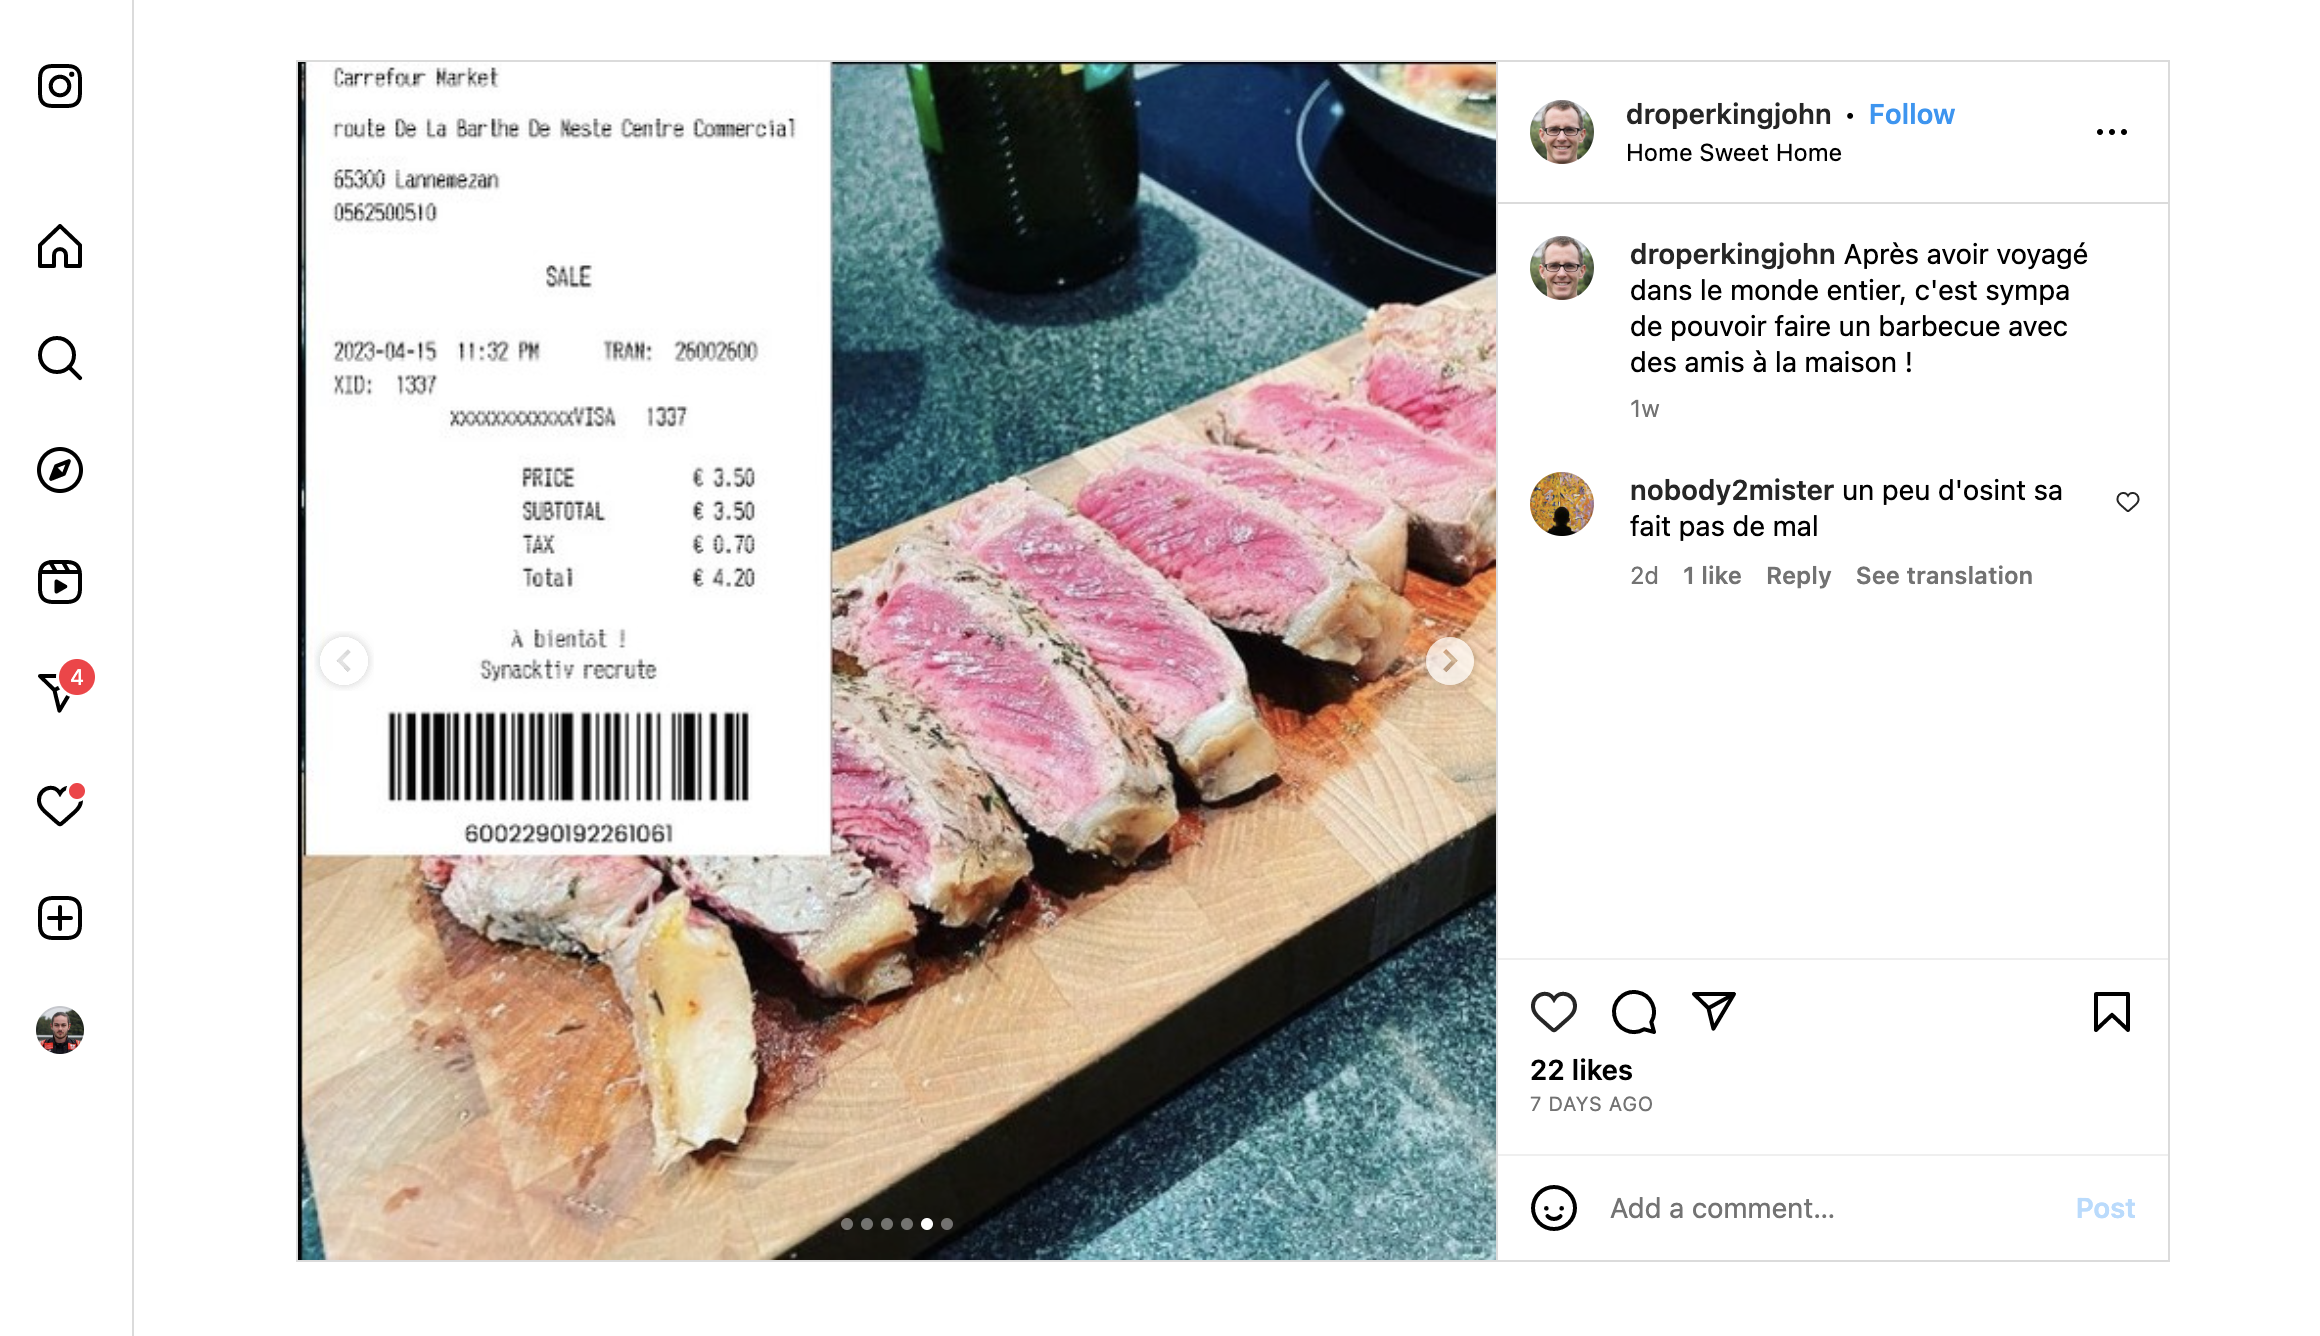 4
Carrefour Market
route De La Barthe De Neste Centre Commercial
65300 Lannemezan
0562500510
SALE
2023-04-15 11:32 PM TRAN: 26002600
XID: 1337
xxxxxxxxxxxxVISA 1337
PRICE € 3.50
SUBTOTAL € 3.50
TAX € 0.70
Total € 4.20
À bientôt !
Synacktiv recrute
6002290192261061
droperkingjohn • Follow
Home Sweet Home
droperkingjohn Après avoir voyagé
dans le monde entier, c'est sympa
de pouvoir faire un barbecue avec
des amis à la maison !
1w
nobody2mister un peu d'osint sa
fait pas de mal
2d 1 like Reply See translation
22 likes
7 DAYS AGO
Add a comment...
Post